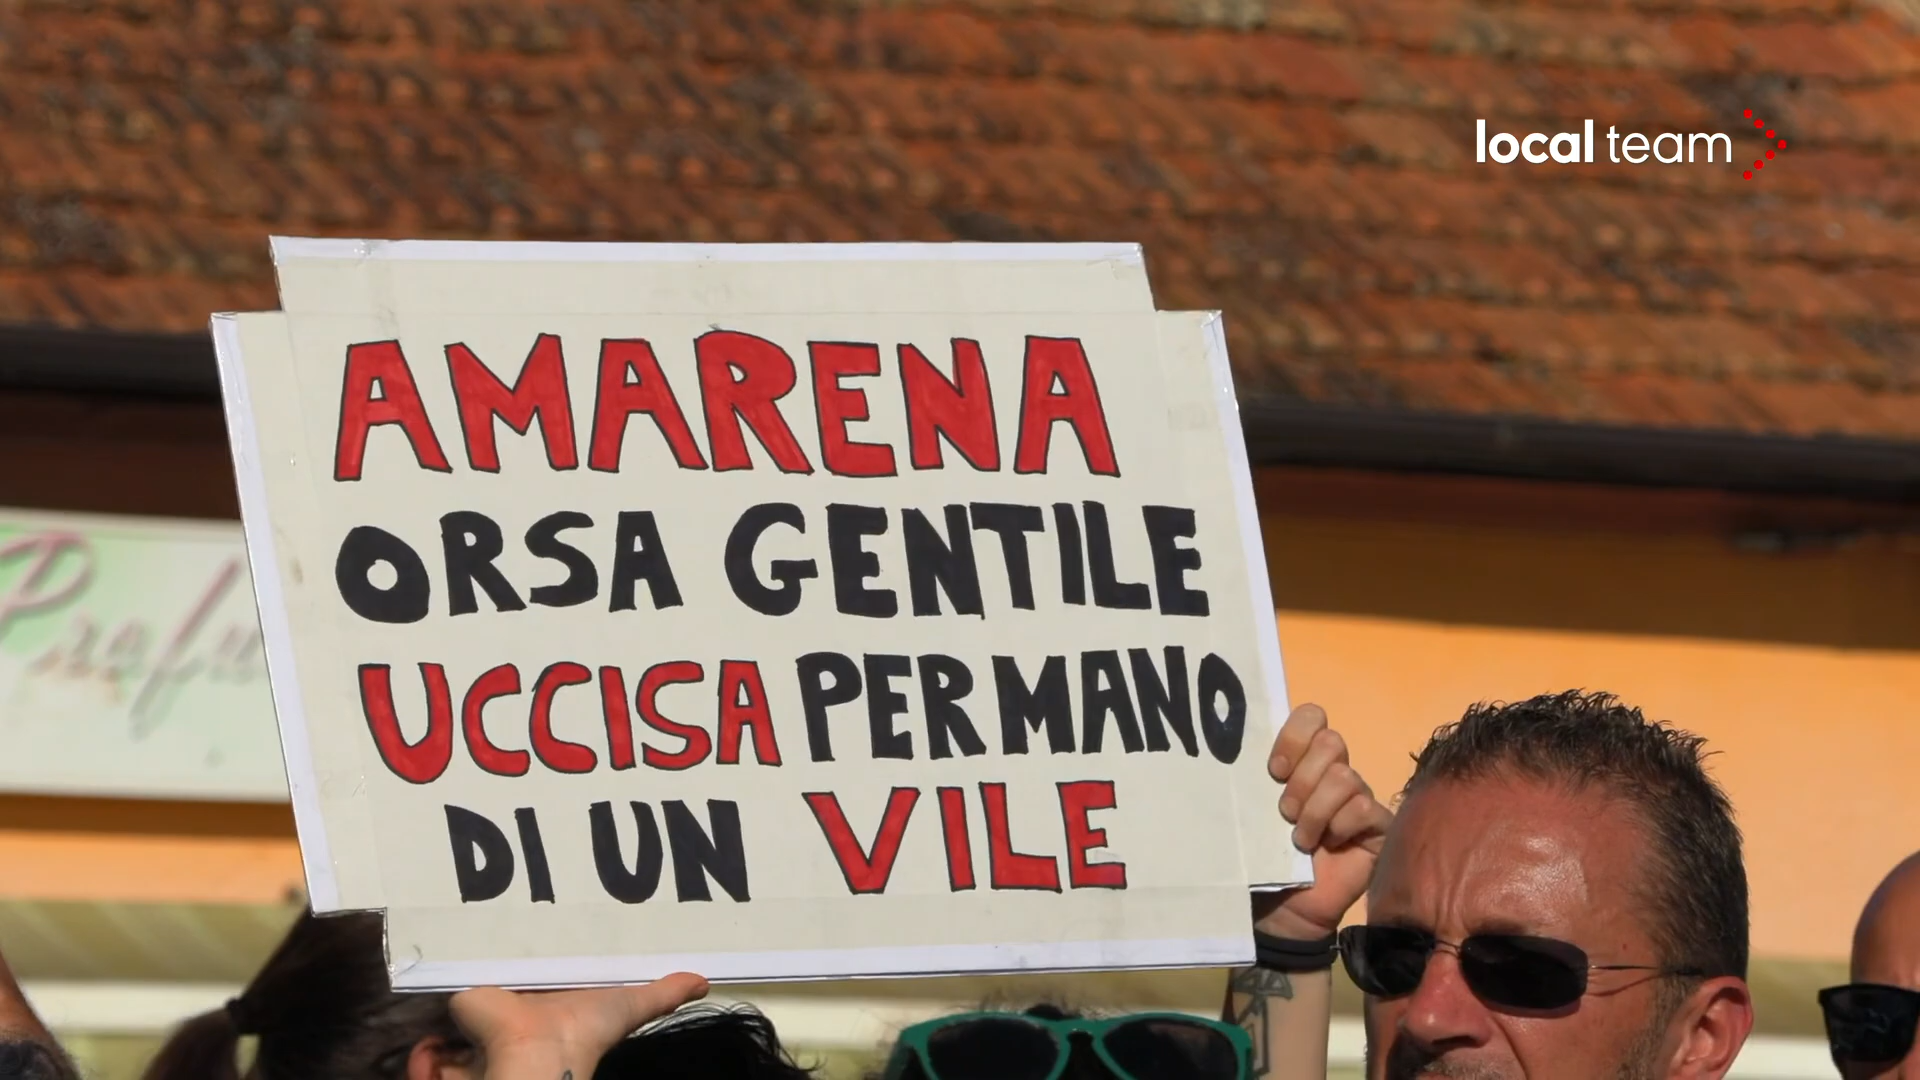 local team
AMARENA
ORSA GENTILE
UCCISA PER MANO
DI UN VILE